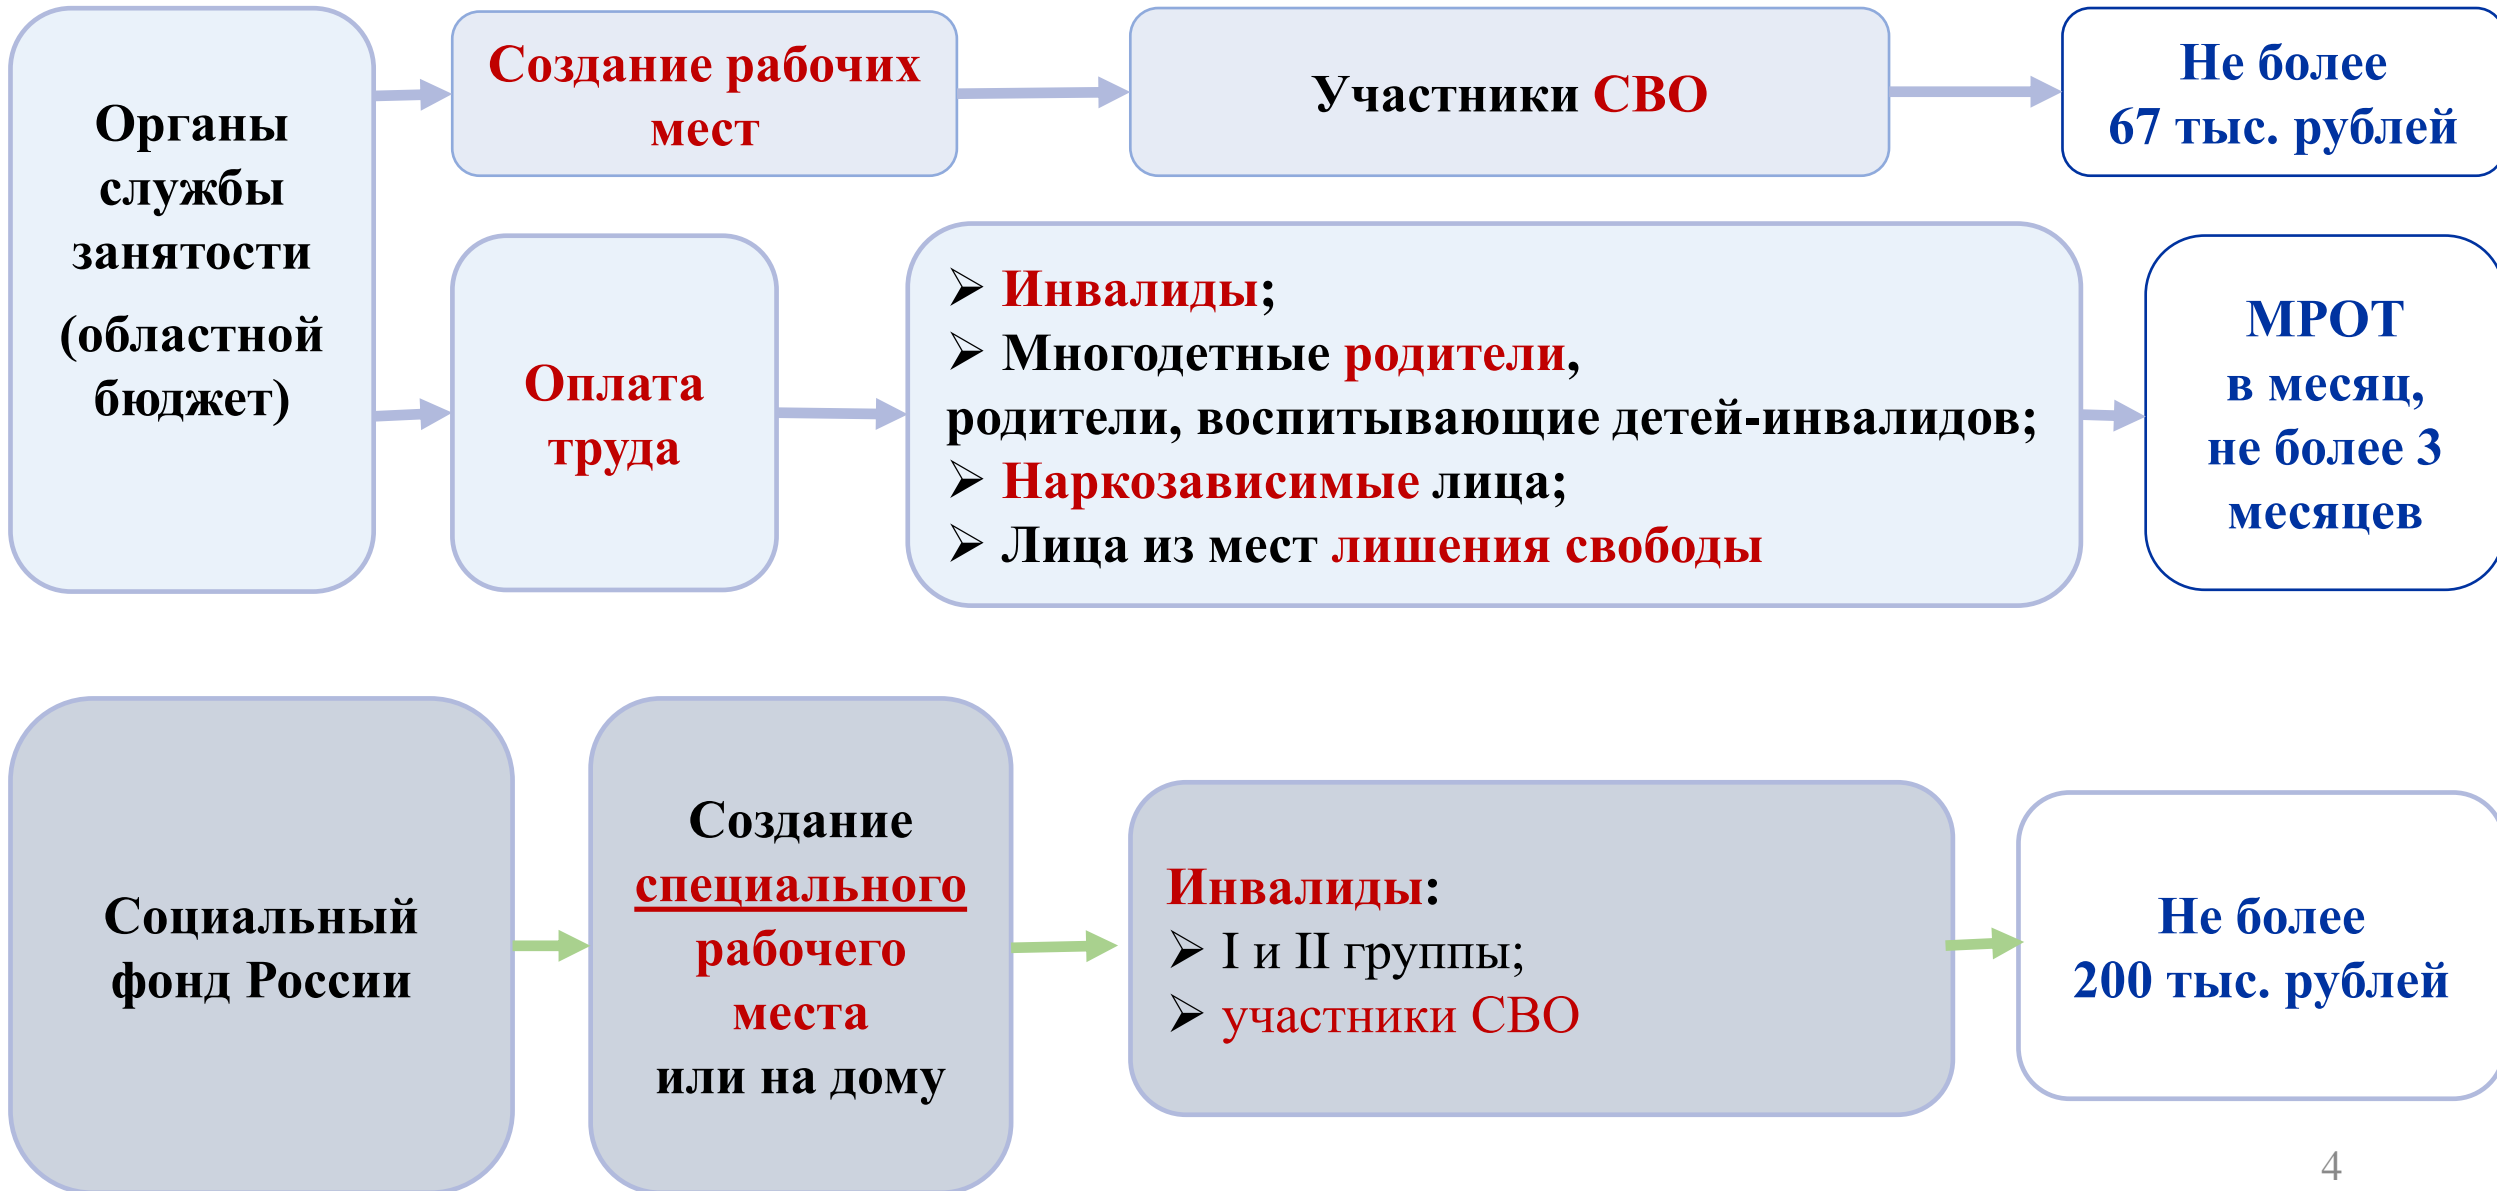 Органы
службы
занятости
(областной
бюджет)
Создание рабочих
мест
Участники СВО
Не более
67 тыс. рублей
Оплата
труда
Инвалиды;
Многодетные родители,
родители, воспитывающие детей-инвалидов;
Наркозависимые лица;
Лица из мест лишения свободы
МРОТ
в месяц,
не более 3
месяцев
Социальный
фонд России
Создание
специального
рабочего
места
или на дому
Инвалиды:
I и II группы;
участники СВО
Не более
200 тыс. рублей
4